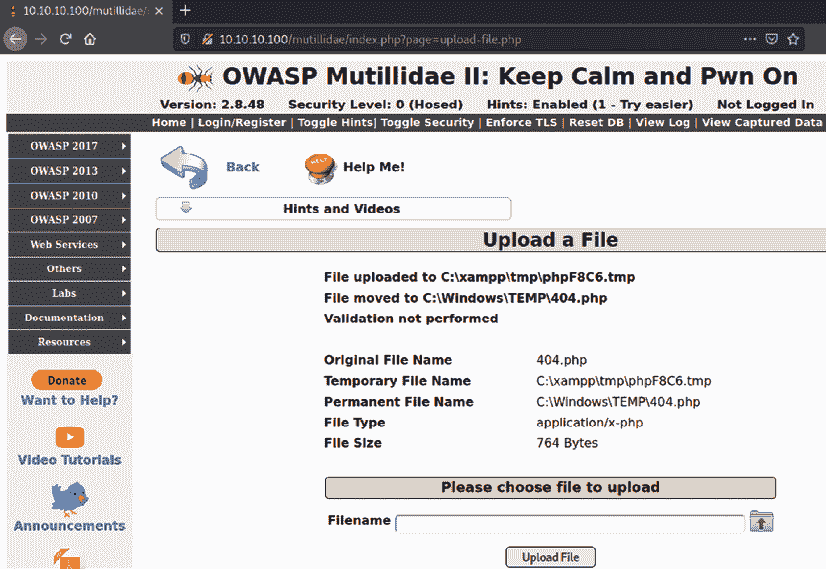 10.10.10.100/mutillidae/
10.10.10.100/mutillidae/index.php?page=upload-file.php
OWASP Mutillidae II: Keep Calm and Pwn On
Version: 2.8.48 Security Level: 0 (Hosed) Hints: Enabled (1 - Try easier) Not Logged In
Home | Login/Register | Toggle Hints| Toggle Security | Enforce TLS | Reset DB | View Log | View Captured Data
OWASP 2017
OWASP 2013
OWASP 2010
OWASP 2007
Web Services
Others
Labs
Documentation
Resources
Donate
Want to Help?
Video Tutorials
Announcements
Back
HELP
Help Me!
Hints and Videos
Upload a File
File uploaded to C:\xampp\tmp\phpF8C6.tmp
File moved to C:\Windows\TEMP\404.php
Validation not performed
Original File Name 404.php
Temporary File Name C:\xampp\tmp\phpF8C6.tmp
Permanent File Name C:\Windows\TEMP\404.php
File Type application/x-php
File Size 764 Bytes
Please choose file to upload
Filename
Upload File